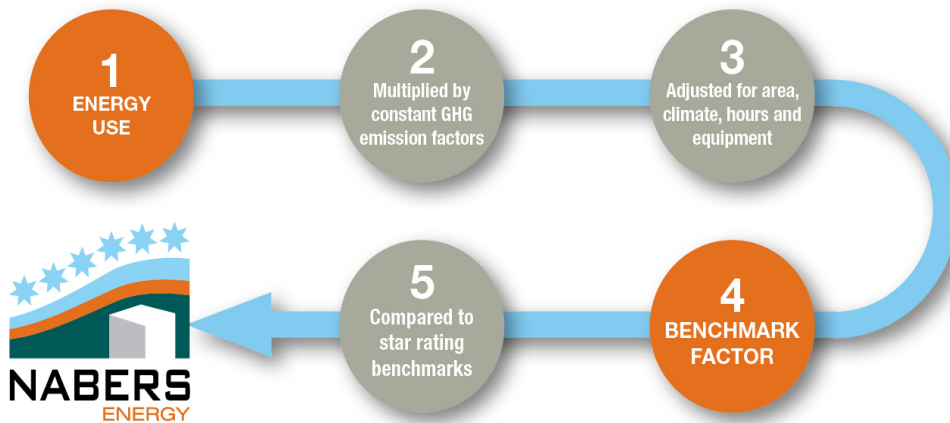 1
ENERGY
USE
2
Multiplied by
constant GHG
emission factors
3
Adjusted for area,
climate, hours and
equipment
4
BENCHMARK
FACTOR
5
Compared to
star rating
benchmarks
NABERS
ENERGY